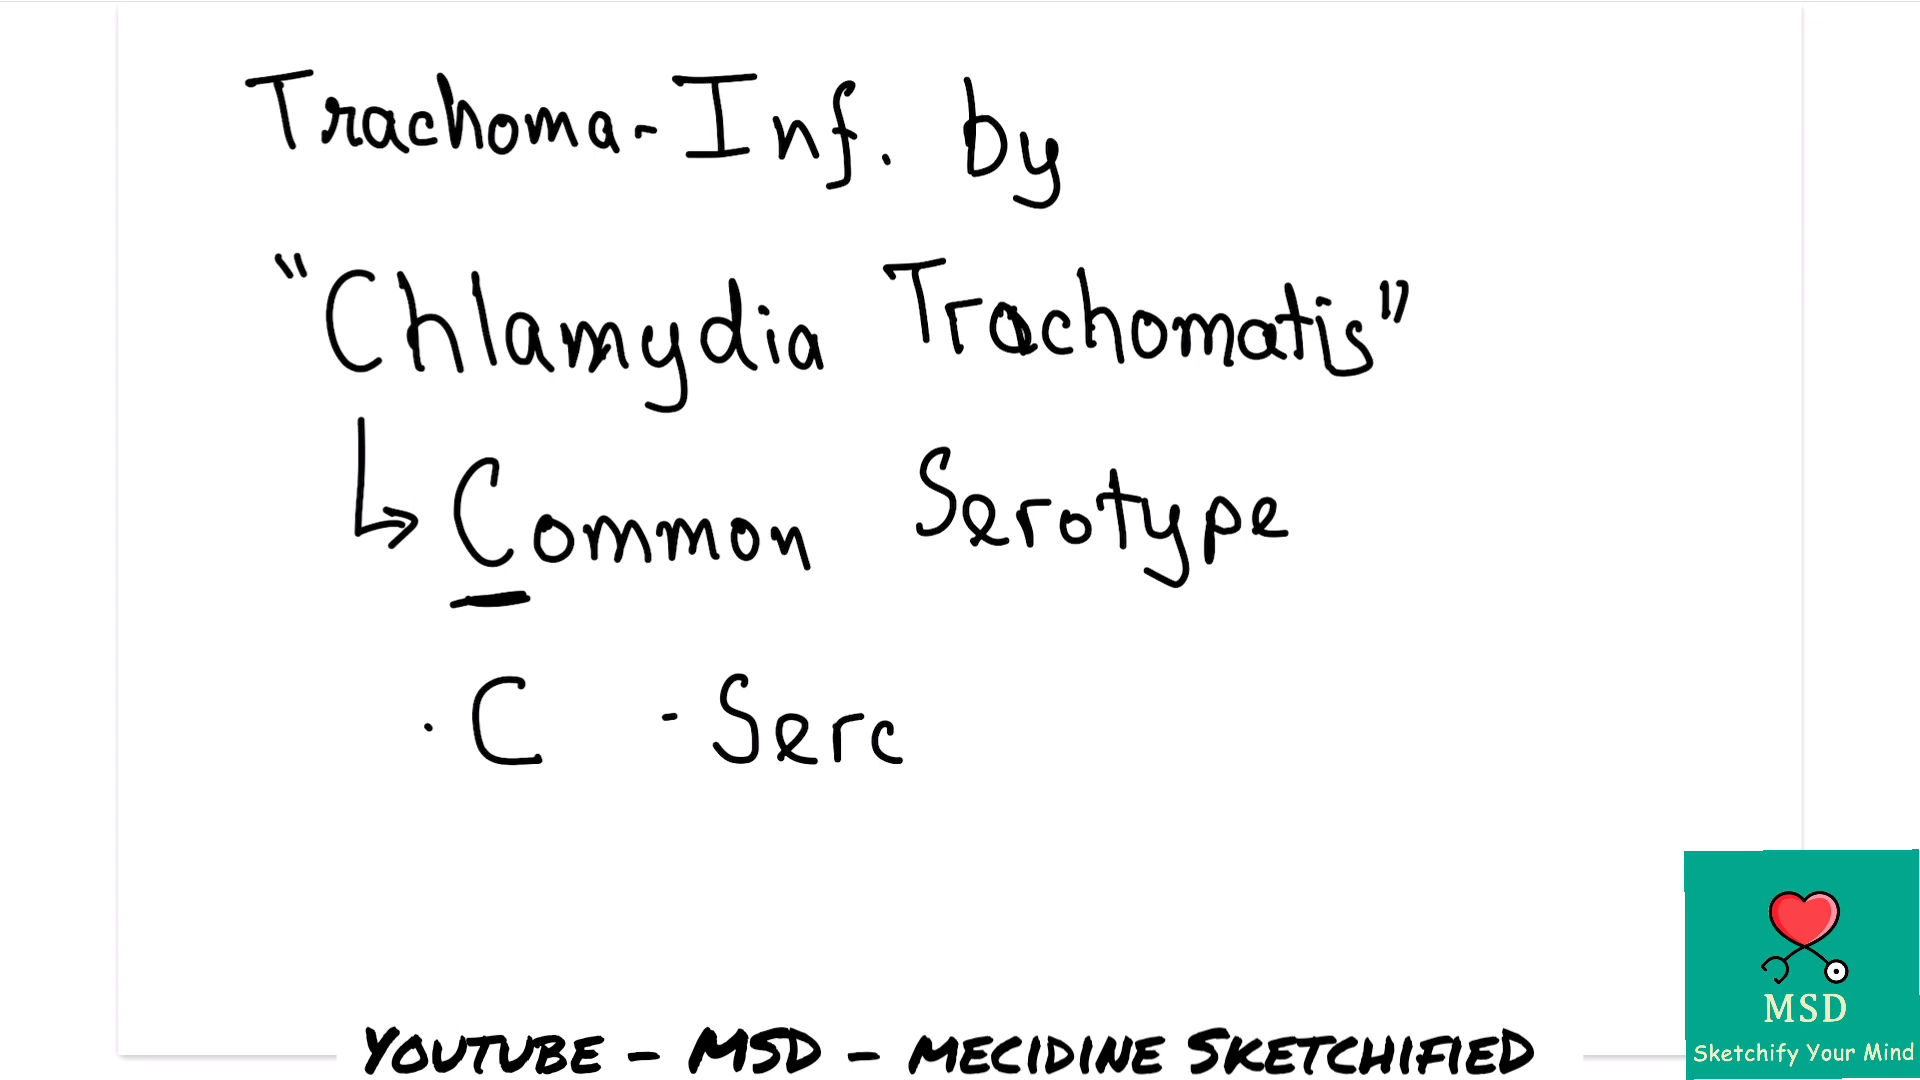 Trachoma - Inf. by
"Chlamydia Trachomatis"
↳ Common Serotype
· C - Serc
MSD
Sketchify Your Mind
YOUTUBE - MSD - MECIDINE SKETCHIFIED